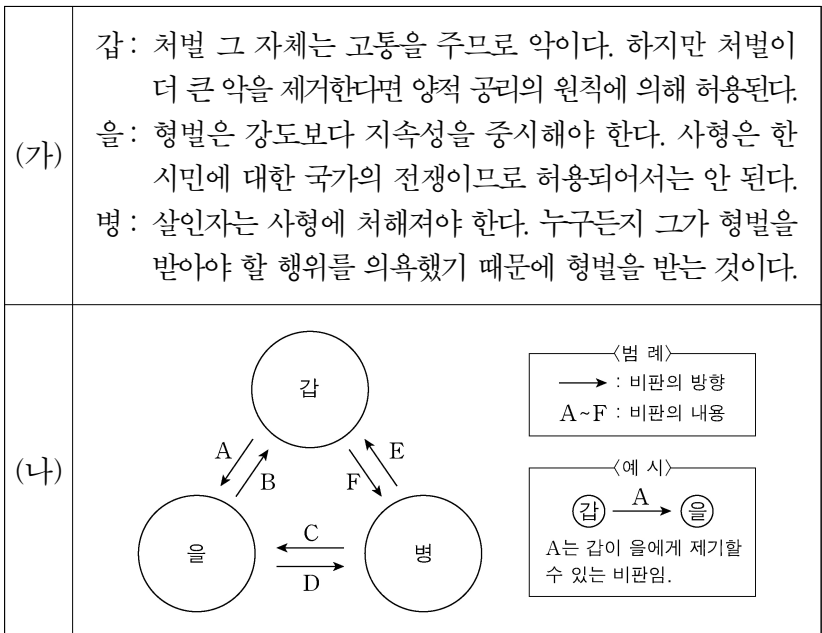 (가)
갑 : 처벌 그 자체는 고통을 주므로 악이다. 하지만 처벌이
더 큰 악을 제거한다면 양적 공리의 원칙에 의해 허용된다.
을 : 형벌은 강도보다 지속성을 중시해야 한다. 사형은 한
시민에 대한 국가의 전쟁이므로 허용되어서는 안 된다.
병 : 살인자는 사형에 처해져야 한다. 누구든지 그가 형벌을
받아야 할 행위를 의욕했기 때문에 형벌을 받는 것이다.
(나)
갑
A
B
E
F
을
C
D
병
〈범 례〉
: 비판의 방향
A~F : 비판의 내용
〈예 시〉
갑 A 을
A는 갑이 을에게 제기할
수 있는 비판임.